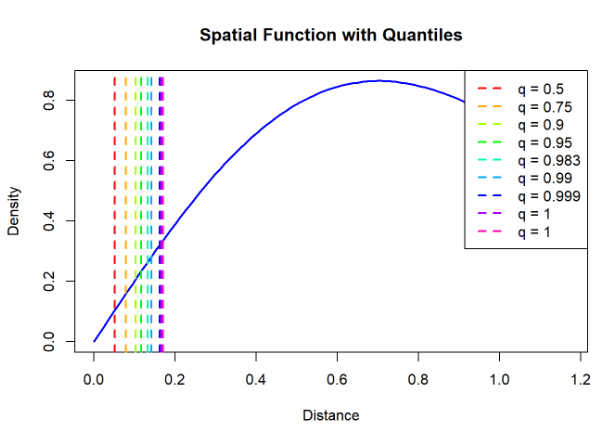 Spatial Function with Quantiles
q = 0.5
q = 0.75
q = 0.9
q = 0.95
q = 0.983
q = 0.99
q = 0.999
q = 1
q = 1
Density
0.0
0.2
0.4
0.6
0.8
0.0 0.2 0.4 0.6 0.8 1.0 1.2
Distance